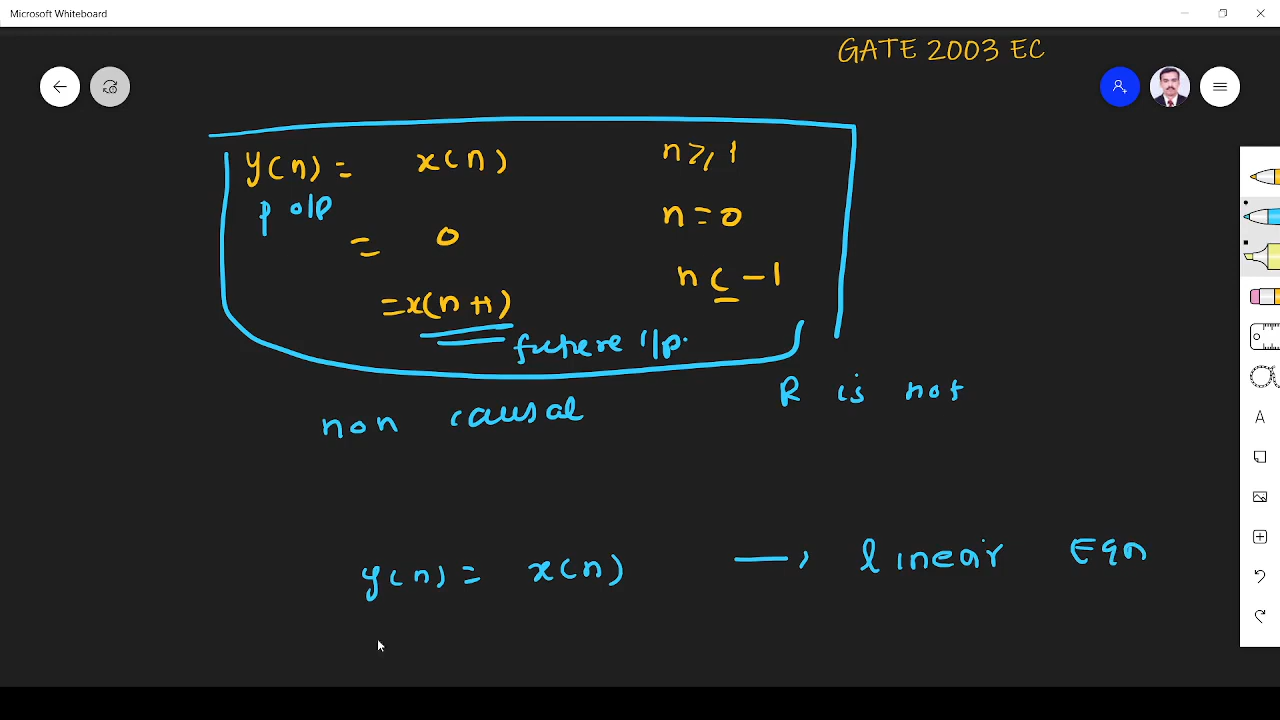 Microsoft Whiteboard
GATE 2003 EC
y(n) = x(n) n ≥ 1
p o/p
= 0 n = 0
= x(n+1) n ≤ -1
future i/p.
non causal
R is not
y(n) = x(n) → linear Eqn
A